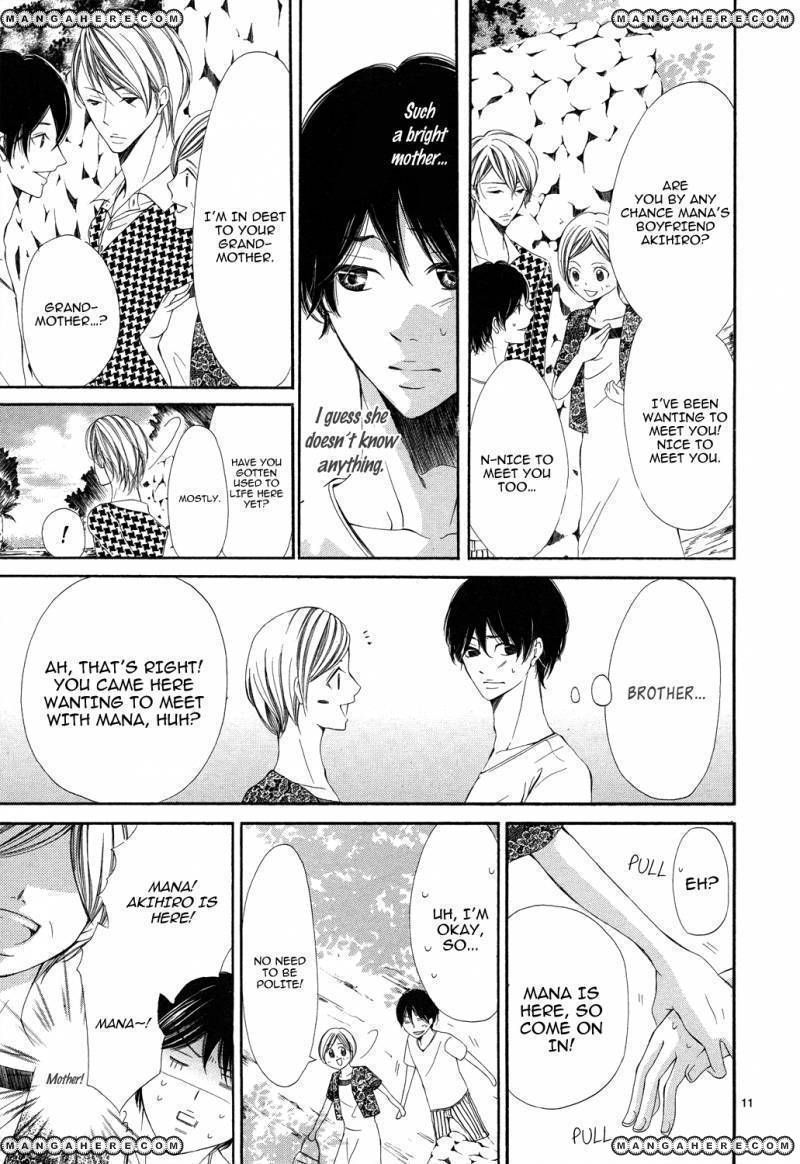 MANGAHERE.COM
MANGAHERE.COM
ARE
YOU BY ANY
CHANCE MANA'S
BOYFRIEND
AKIHIRO?
I'VE BEEN
WANTING TO
MEET YOU!
NICE TO
MEET YOU.
N-NICE TO
MEET YOU
TOO...
Such
a bright
mother...
I guess she
doesn't know
anything.
I'M IN DEBT
TO YOUR
GRAND-
MOTHER.
GRAND-
MOTHER...?
HAVE YOU
GOTTEN
USED TO
LIFE HERE
YET?
MOSTLY.
!
BROTHER...
AH, THAT'S RIGHT!
YOU CAME HERE
WANTING TO MEET
WITH MANA, HUH?
EH?
PULL
PULL
MANA IS
HERE, SO
COME ON
IN!
PULL
UH, I'M
OKAY,
SO...
NO NEED
TO BE
POLITE!
MANA!
AKIHIRO IS
HERE!
MANA~!
Mother!
11
MANGAHERE.COM
MANGAHERE.COM